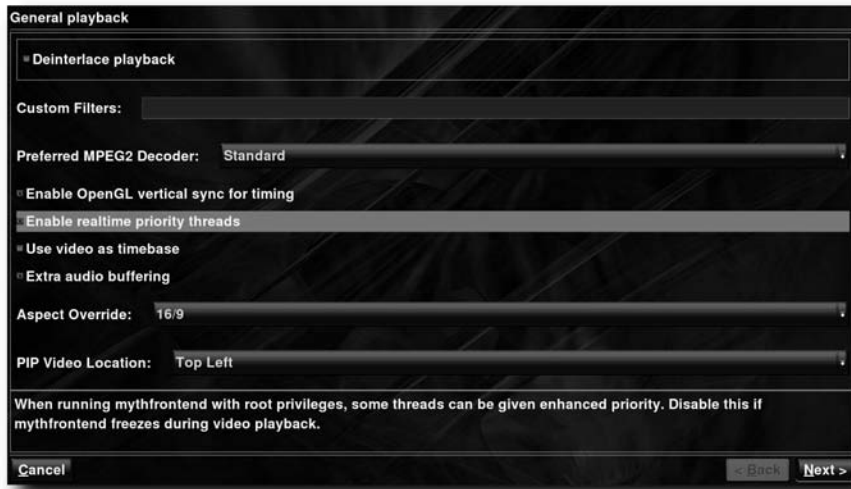 General playback
Deinterlace playback
Custom Filters:
Preferred MPEG2 Decoder: Standard
Enable OpenGL vertical sync for timing
Enable realtime priority threads
Use video as timebase
Extra audio buffering
Aspect Override: 16/9
PIP Video Location: Top Left
When running mythfrontend with root privileges, some threads can be given enhanced priority. Disable this if
mythfrontend freezes during video playback.
Cancel < Back Next >